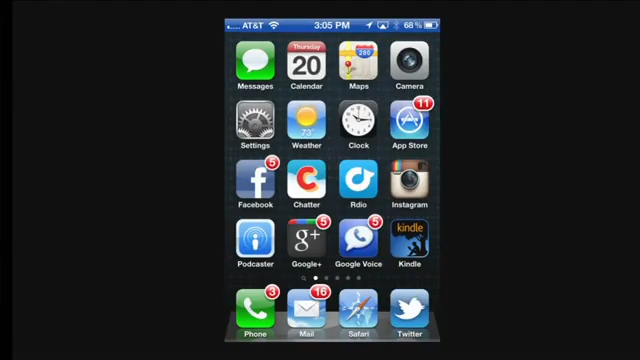 AT&T 3:05 PM 68%
Thursday
20
280
Messages Calendar Maps Camera
73°
11
Settings Weather Clock App Store
5
Facebook Chatter Rdio Instagram
g+ 5 5 kindle
Podcaster Google+ Google Voice Kindle
3 16
Phone Mail Safari Twitter